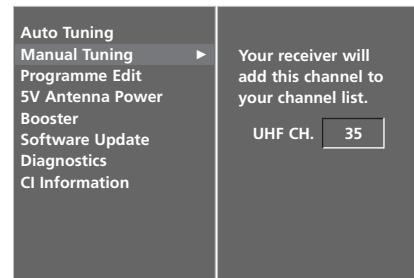 Auto Tuning
Manual Tuning ►
Programme Edit
5V Antenna Power
Booster
Software Update
Diagnostics
CI Information
Your receiver will
add this channel to
your channel list.
UHF CH. 35